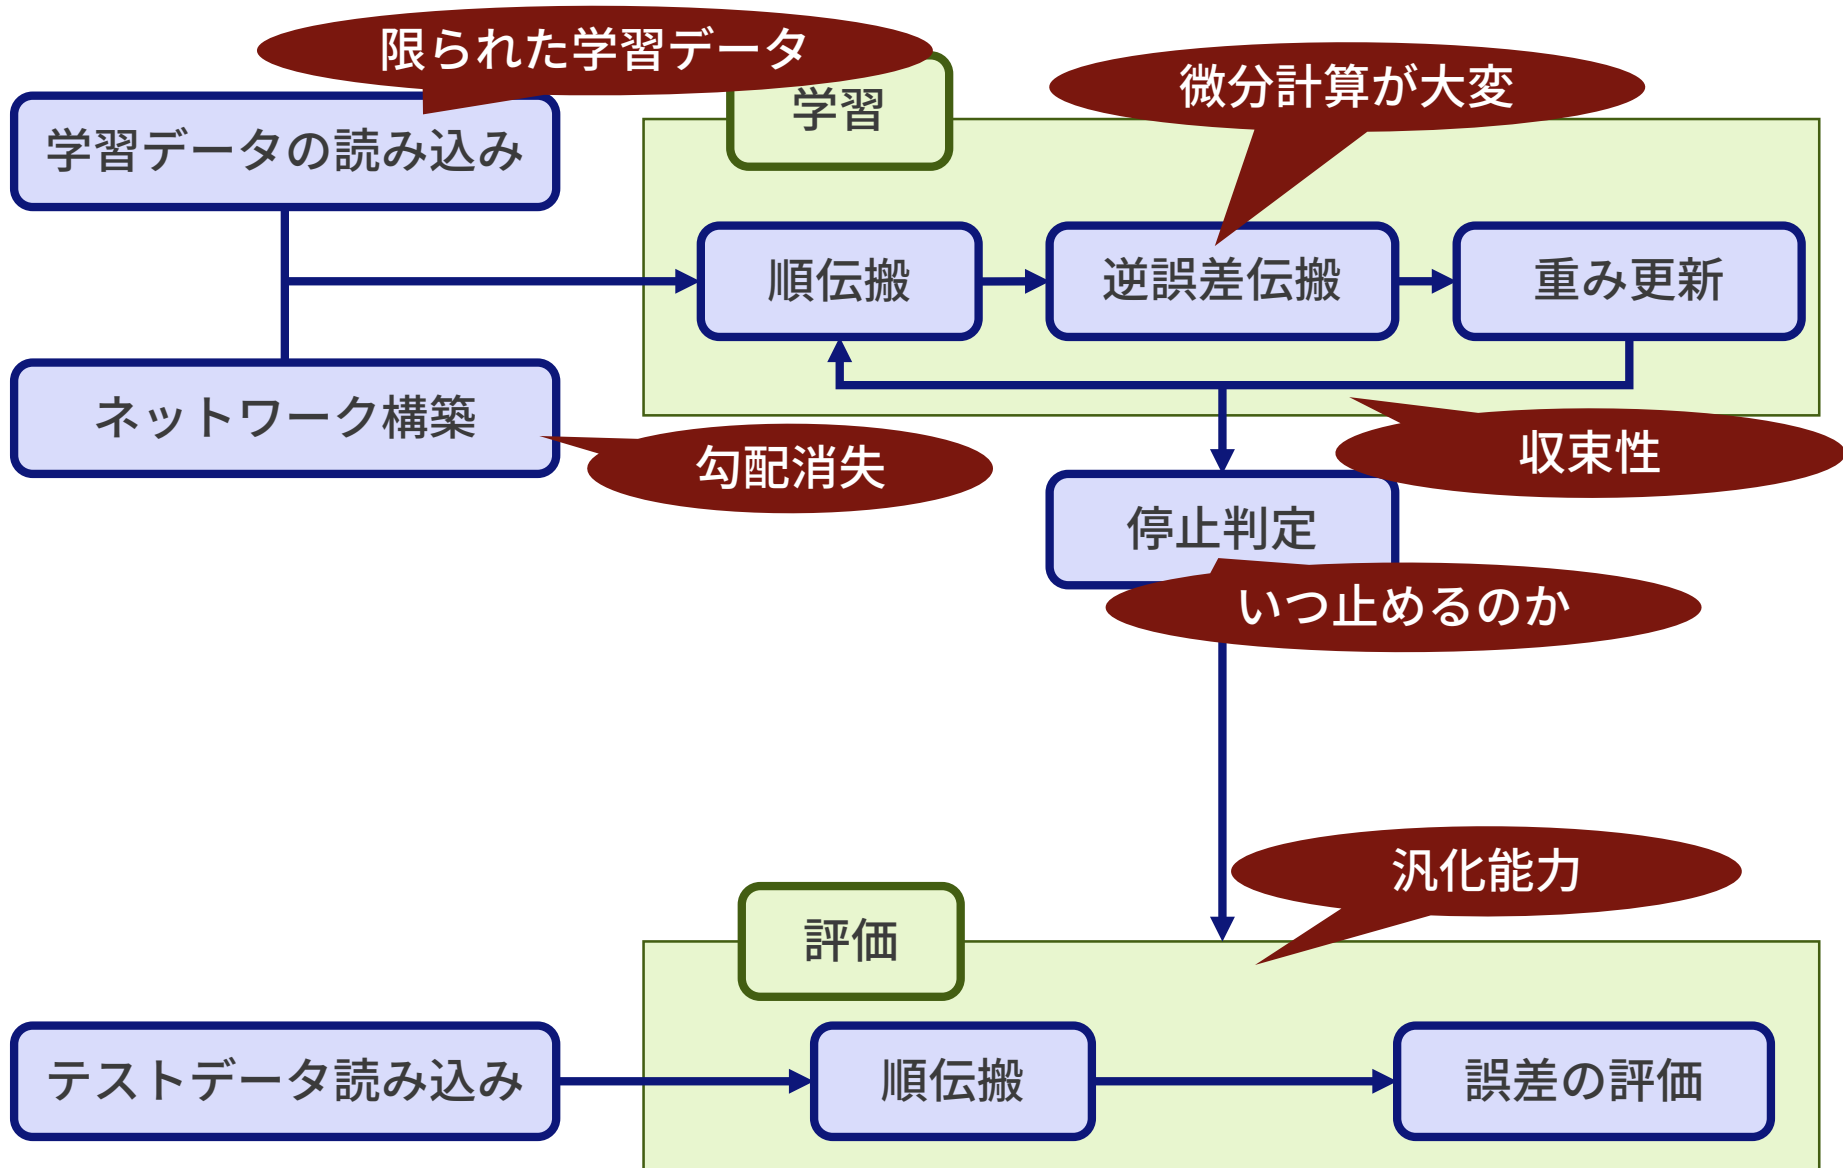 限られた学習データ
学習
微分計算が大変
学習データの読み込み
順伝搬
逆誤差伝搬
重み更新
ネットワーク構築
勾配消失
収束性
停止判定
いつ止めるのか
汎化能力
評価
テストデータ読み込み
順伝搬
誤差の評価